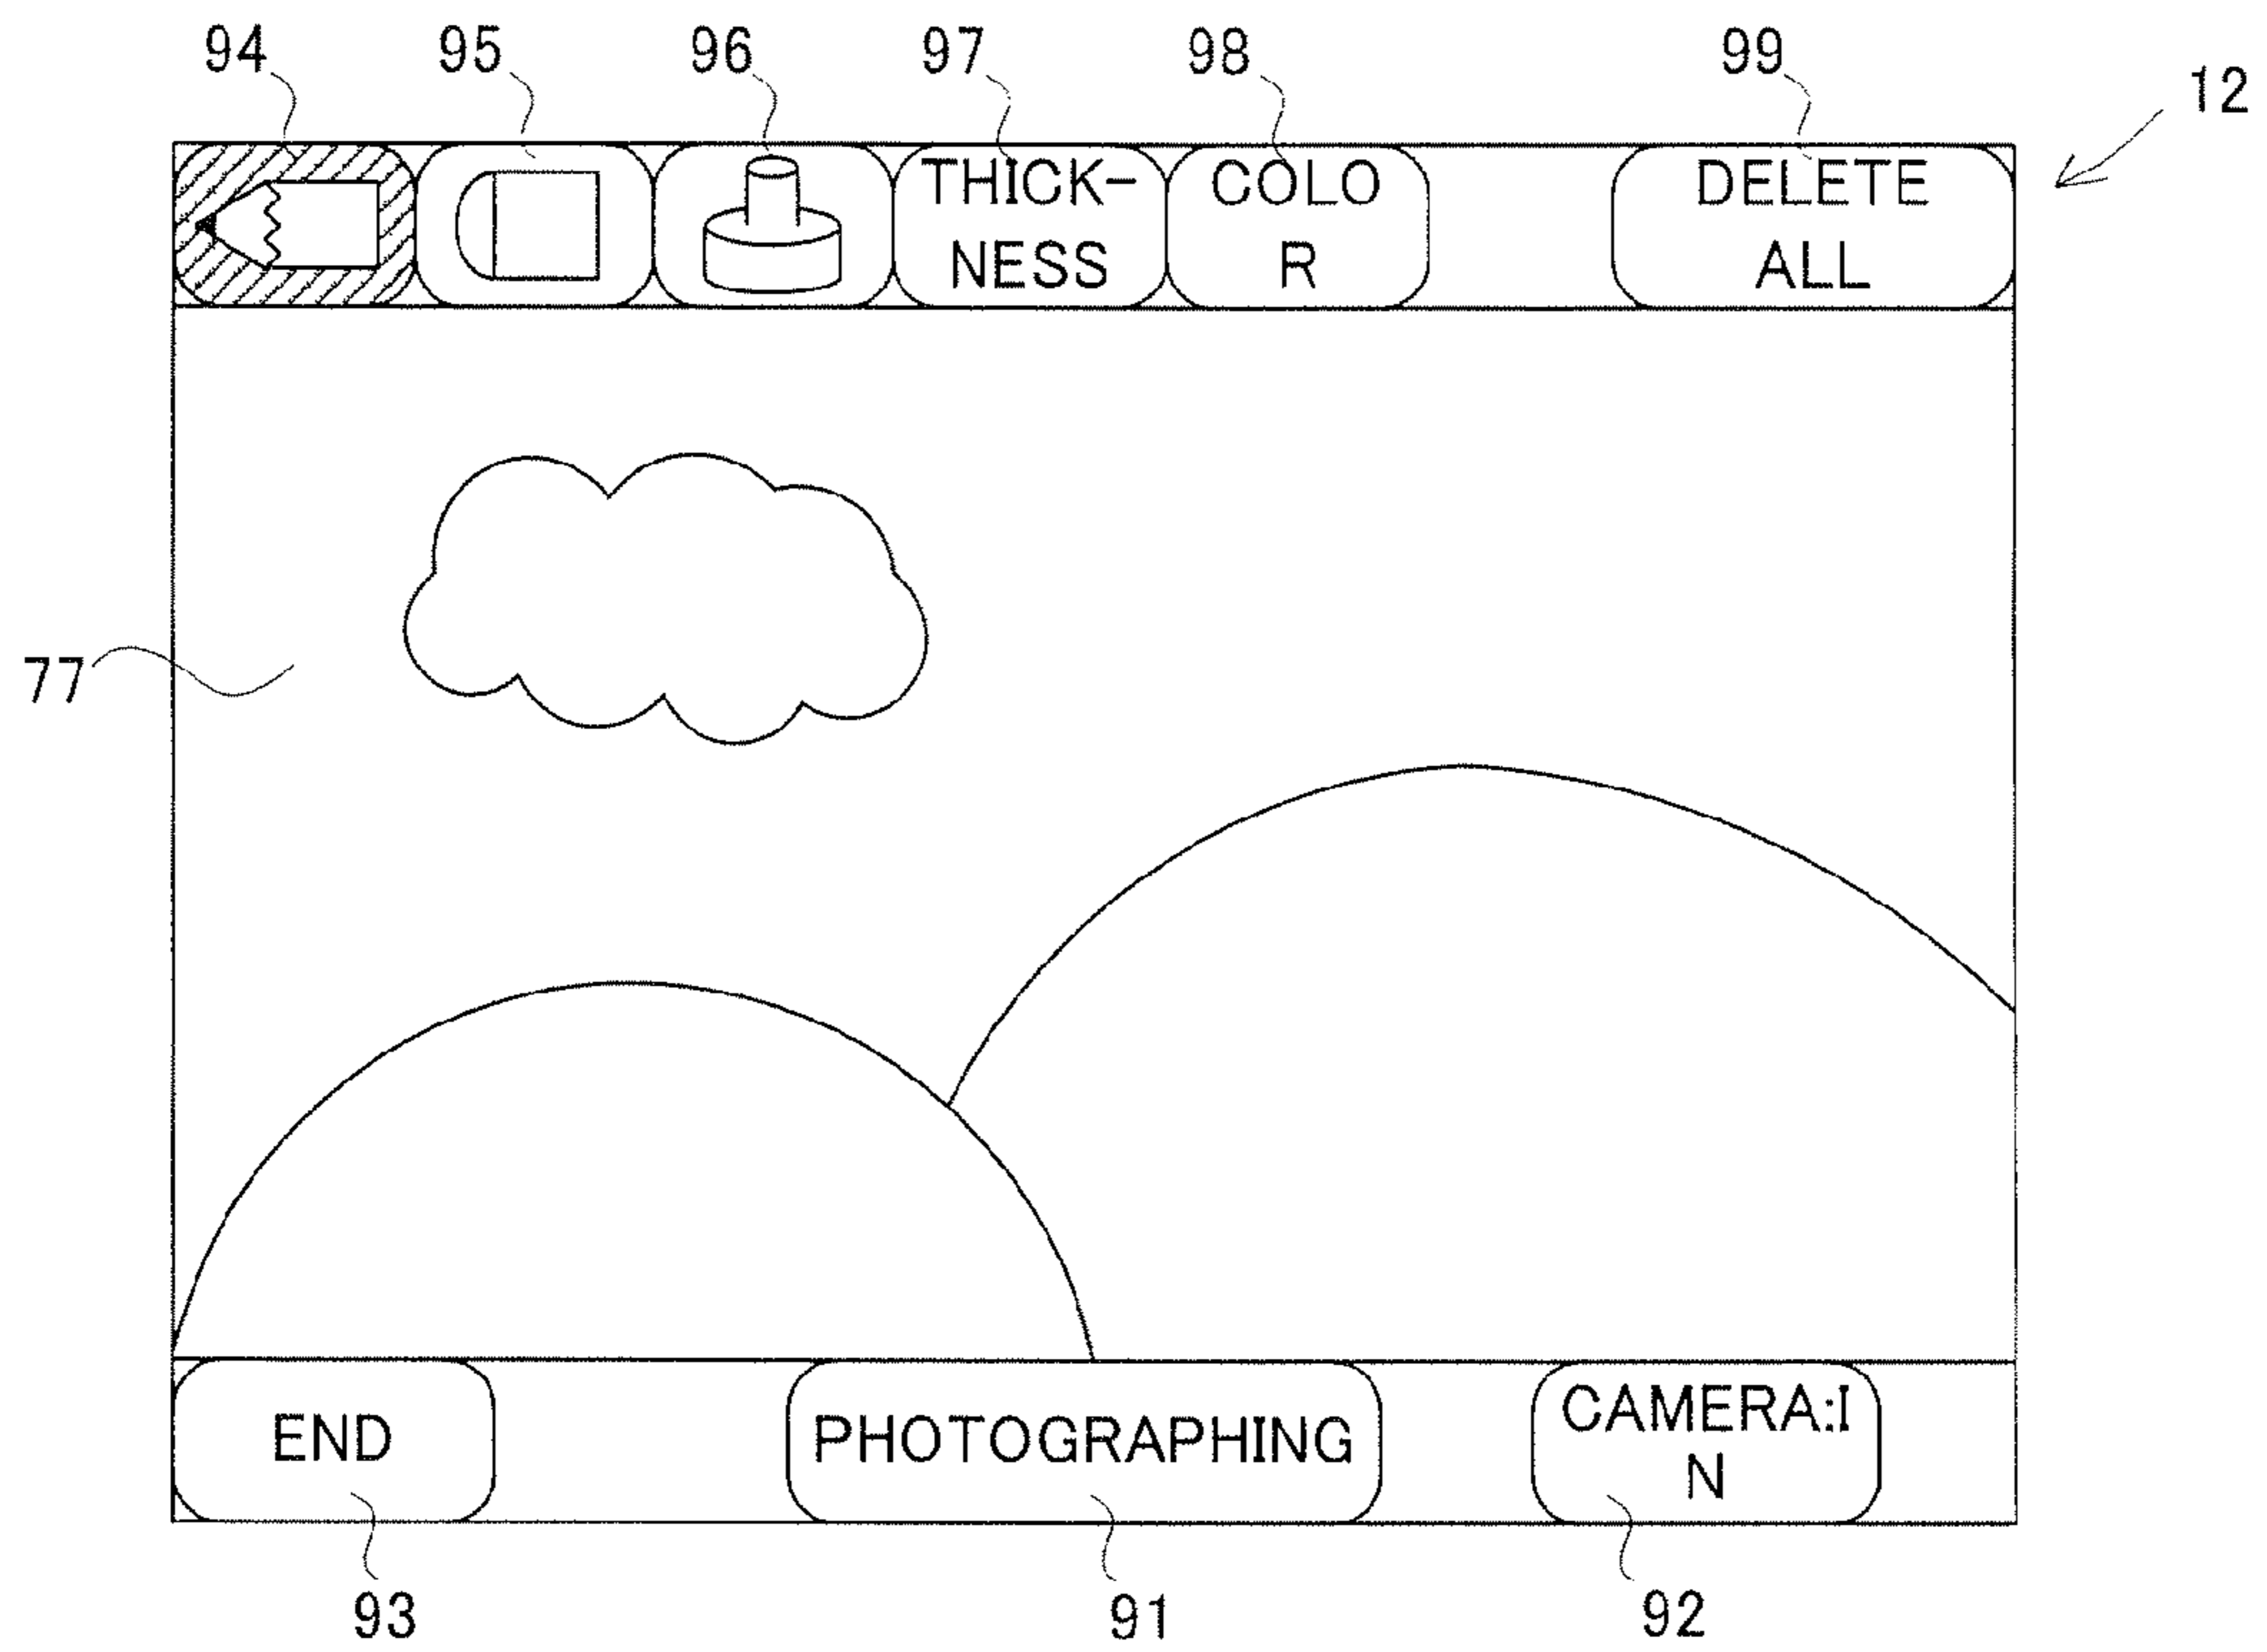 94 95 96 97 98 99
12
THICK-
NESS
COLO
R
DELETE
ALL
77
END
PHOTOGRAPHING
CAMERA:I
N
93 91 92